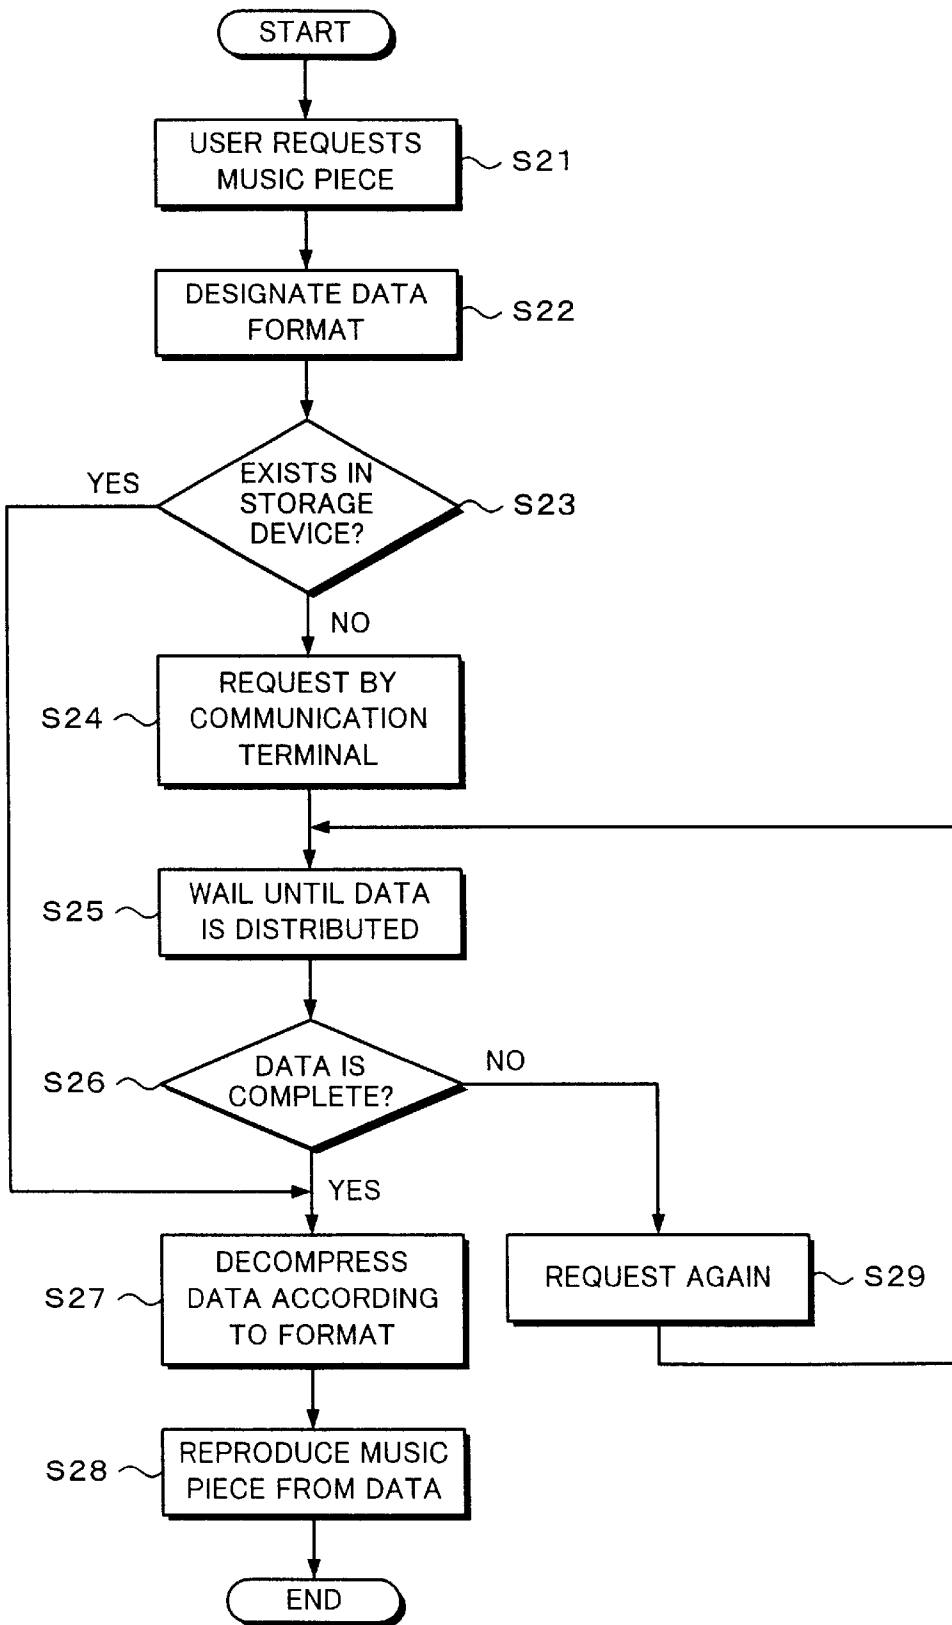 START
USER REQUESTS
MUSIC PIECE
S21
DESIGNATE DATA
FORMAT
S22
YES
EXISTS IN
STORAGE
DEVICE?
S23
NO
S24
REQUEST BY
COMMUNICATION
TERMINAL
S25
WAIL UNTIL DATA
IS DISTRIBUTED
S26
DATA IS
COMPLETE?
NO
YES
S27
DECOMPRESS
DATA ACCORDING
TO FORMAT
REQUEST AGAIN
S29
S28
REPRODUCE MUSIC
PIECE FROM DATA
END